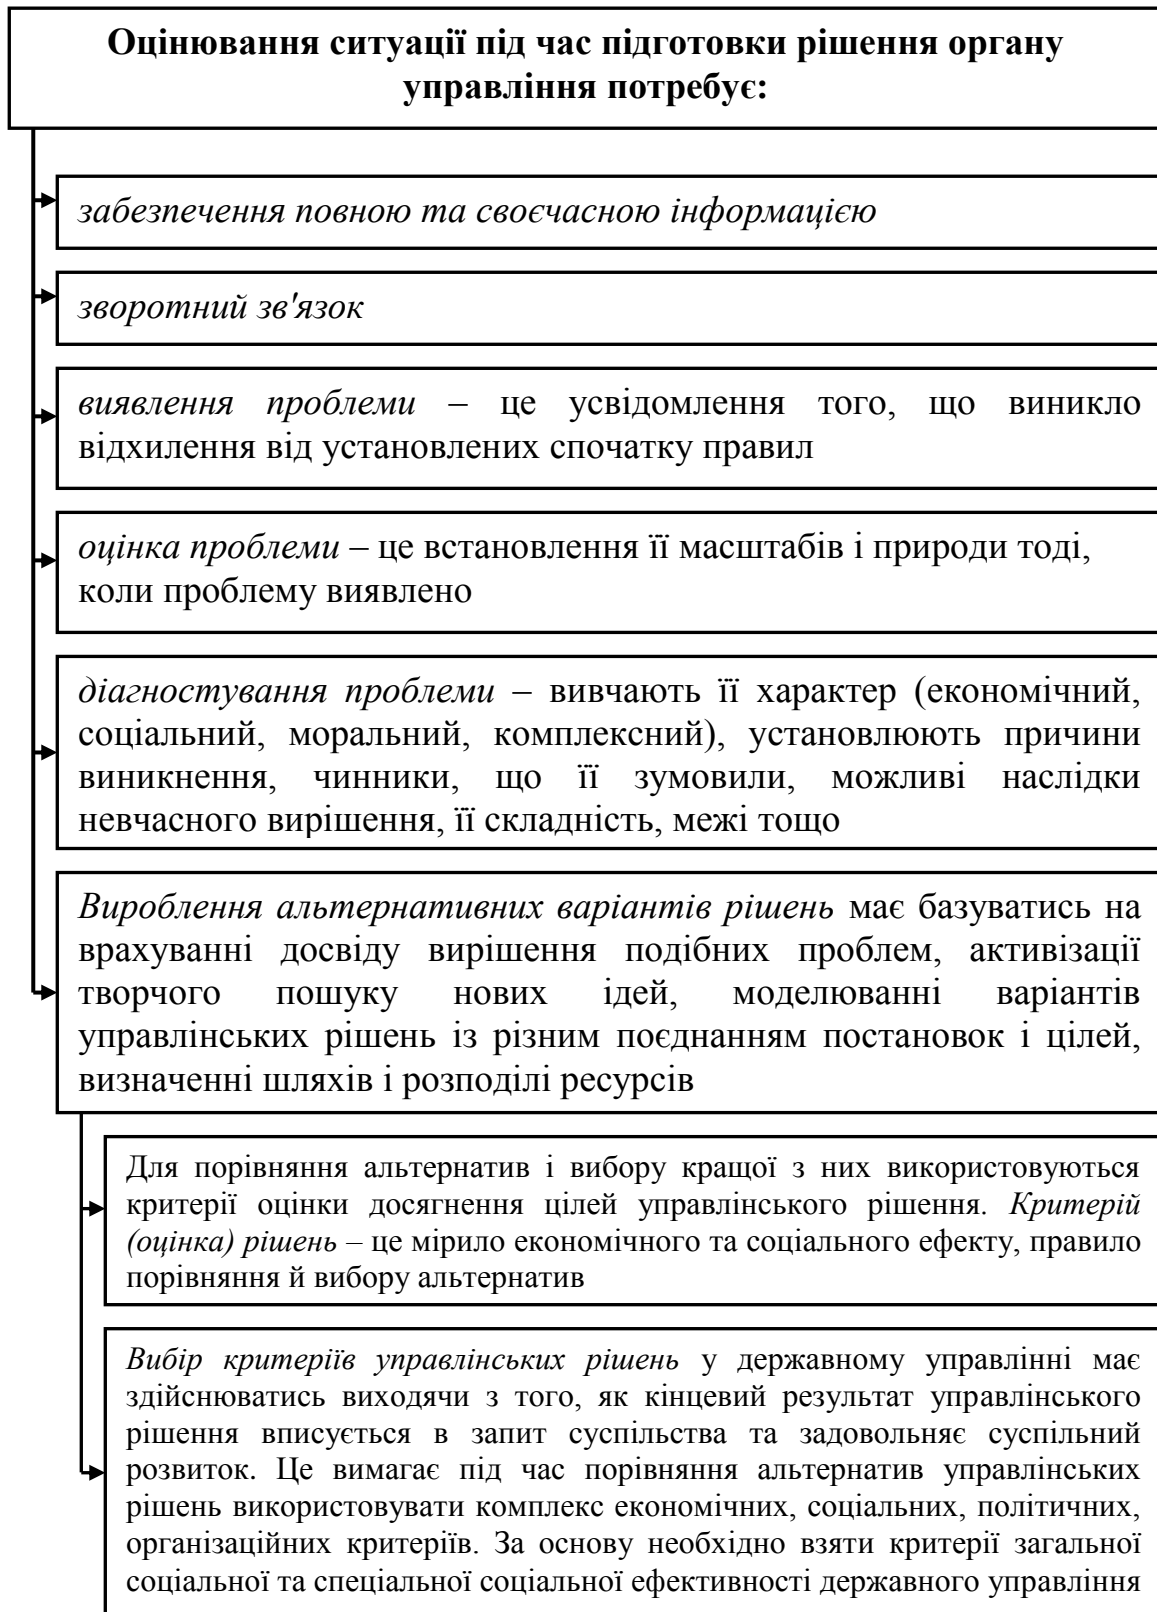 Оцінювання ситуації під час підготовки рішення органу
управління потребує:
забезпечення повною та своєчасною інформацією
зворотний зв'язок
виявлення проблеми – це усвідомлення того, що виникло
відхилення від установлених спочатку правил
оцінка проблеми – це встановлення її масштабів і природи тоді,
коли проблему виявлено
діагностування проблеми – вивчають її характер (економічний,
соціальний, моральний, комплексний), установлюють причини
виникнення, чинники, що її зумовили, можливі наслідки
невчасного вирішення, її складність, межі тощо
Вироблення альтернативних варіантів рішень має базуватись на
врахуванні досвіду вирішення подібних проблем, активізації
творчого пошуку нових ідей, моделюванні варіантів
управлінських рішень із різним поєднанням постановок і цілей,
визначенні шляхів і розподілі ресурсів
Для порівняння альтернатив і вибору кращої з них використовуються
критерії оцінки досягнення цілей управлінського рішення. Критерій
(оцінка) рішень – це мірило економічного та соціального ефекту, правило
порівняння й вибору альтернатив
Вибір критеріїв управлінських рішень у державному управлінні має
здійснюватись виходячи з того, як кінцевий результат управлінського
рішення вписується в запит суспільства та задовольняє суспільний
розвиток. Це вимагає під час порівняння альтернатив управлінських
рішень використовувати комплекс економічних, соціальних, політичних,
організаційних критеріїв. За основу необхідно взяти критерії загальної
соціальної та спеціальної соціальної ефективності державного управління